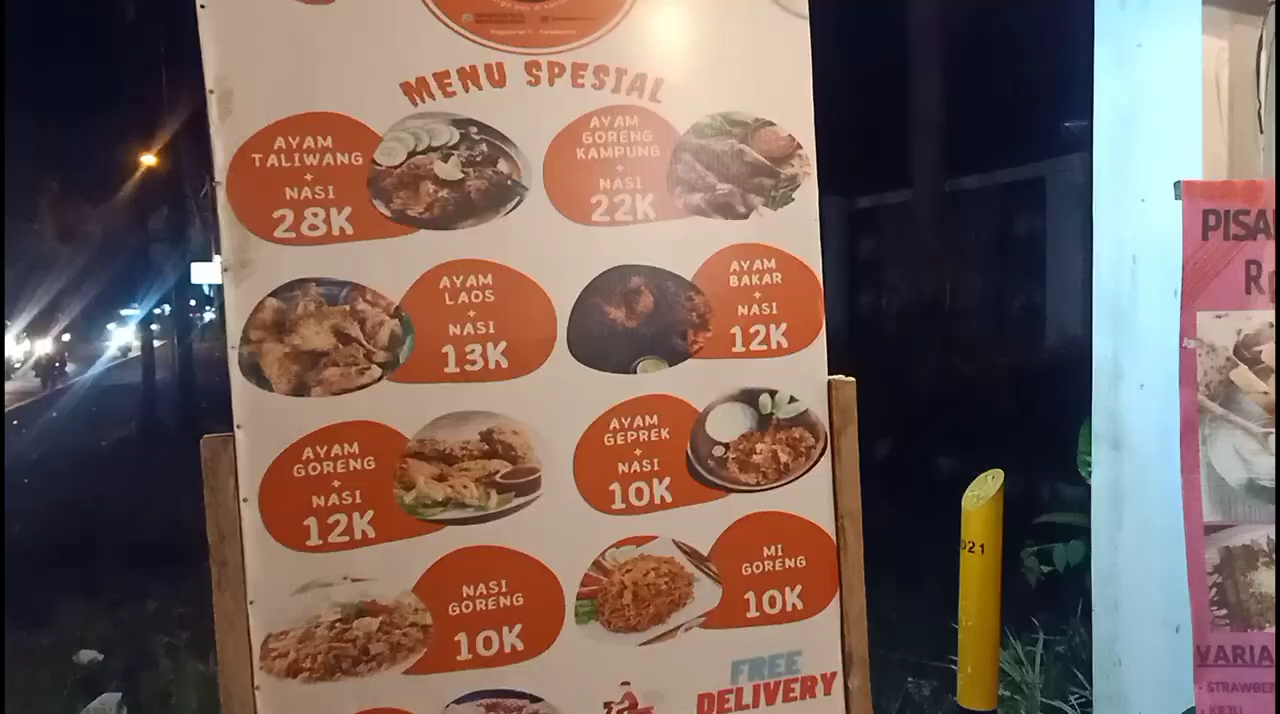 MENU SPESIAL
AYAM
TALIWANG
+
NASI
28K
AYAM
GORENG
KAMPUNG
+
NASI
22K
AYAM
LAOS
+
NASI
13K
AYAM
BAKAR
+
NASI
12K
AYAM
GORENG
+
NASI
12K
AYAM
GEPREK
+
NASI
10K
NASI
GORENG
10K
MI
GORENG
10K
FREE
DELIVERY
021
PISA
VARIA
- STRAWBE
- KEJU